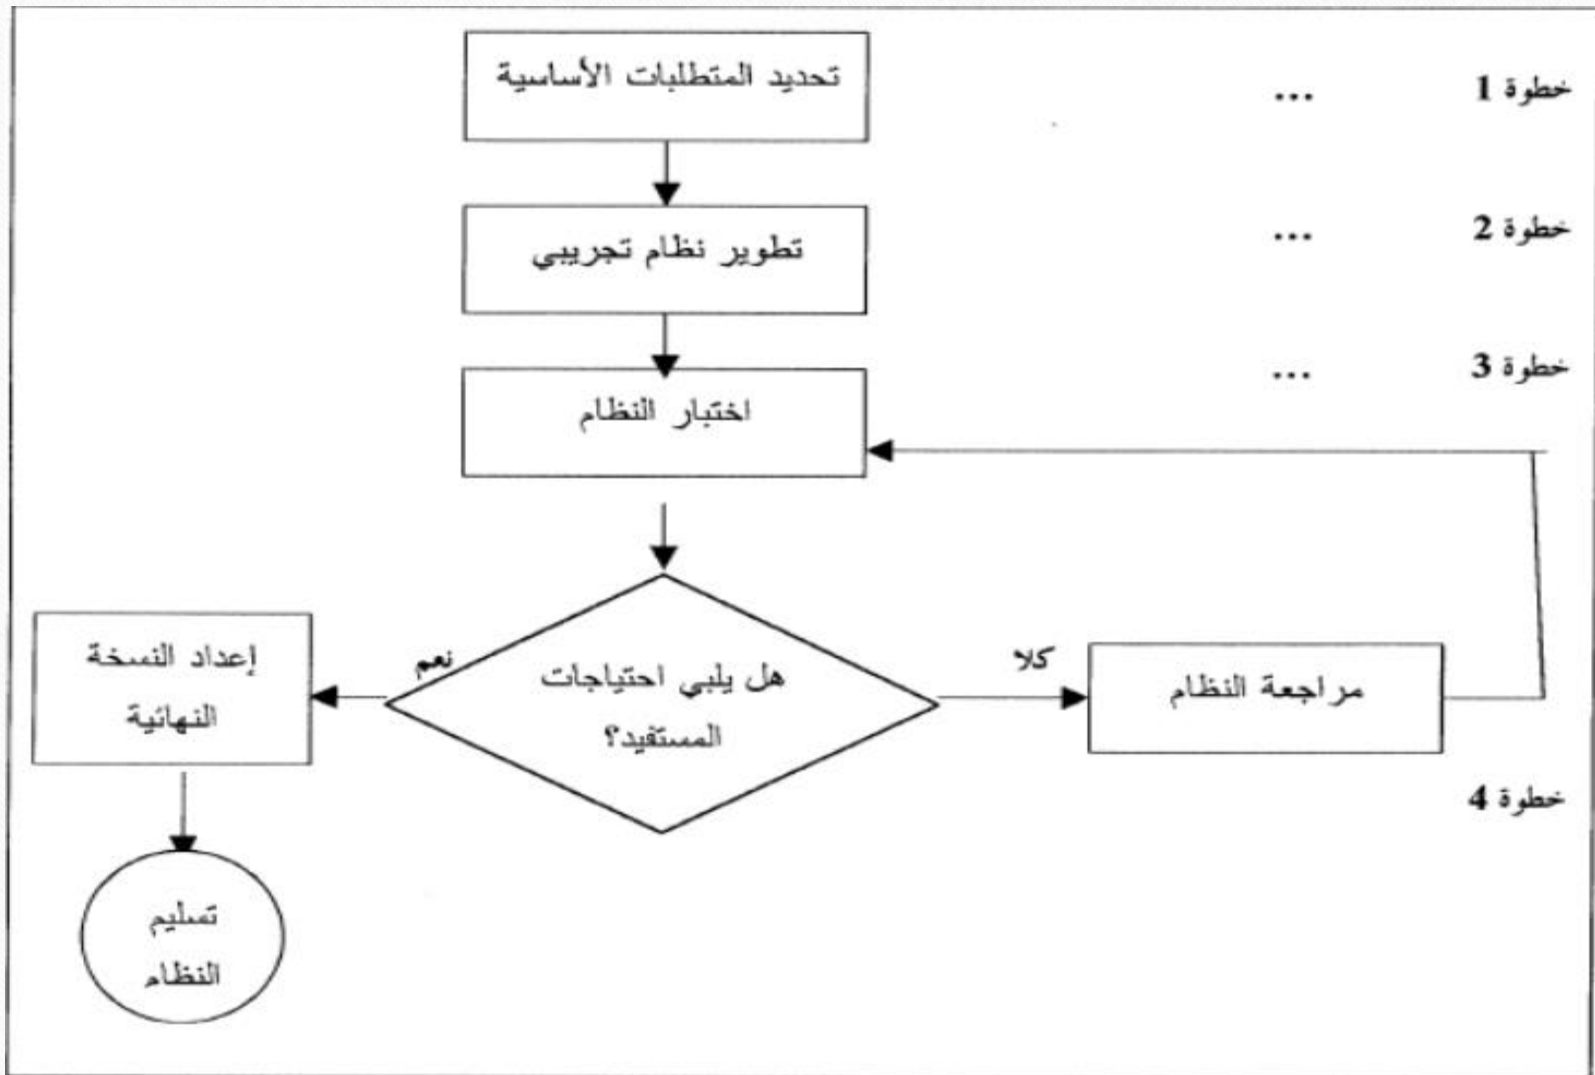 تحديد المتطلبات الأساسية
خطوة 1 ...
تطوير نظام تجريبي
خطوة 2 ...
خطوة 3 ...
اختبار النظام
هل يلبي احتياجات
المستفيد؟
كلا
مراجعة النظام
نعم
إعداد النسخة
النهائية
خطوة 4
تسليم
النظام